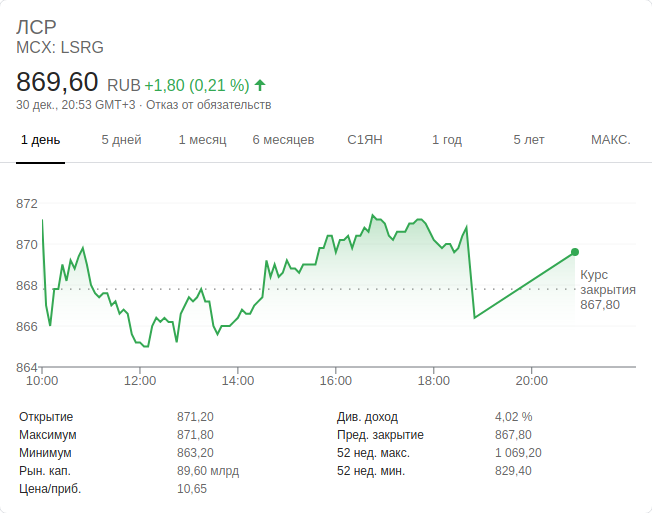 ЛСР
MCX: LSRG
869,60 RUB +1,80 (0,21 %)
30 дек., 20:53 GMT+3 · Отказ от обязательств
1 день 5 дней 1 месяц 6 месяцев С1ЯН 1 год 5 лет МАКС.
872
870
868
866
864
Курс
закрытия
867,80
10:00 12:00 14:00 16:00 18:00 20:00
Открытие 871,20 Див. доход 4,02 %
Максимум 871,80 Пред. закрытие 867,80
Минимум 863,20 52 нед. макс. 1 069,20
Рын. кап. 89,60 млрд 52 нед. мин. 829,40
Цена/приб. 10,65